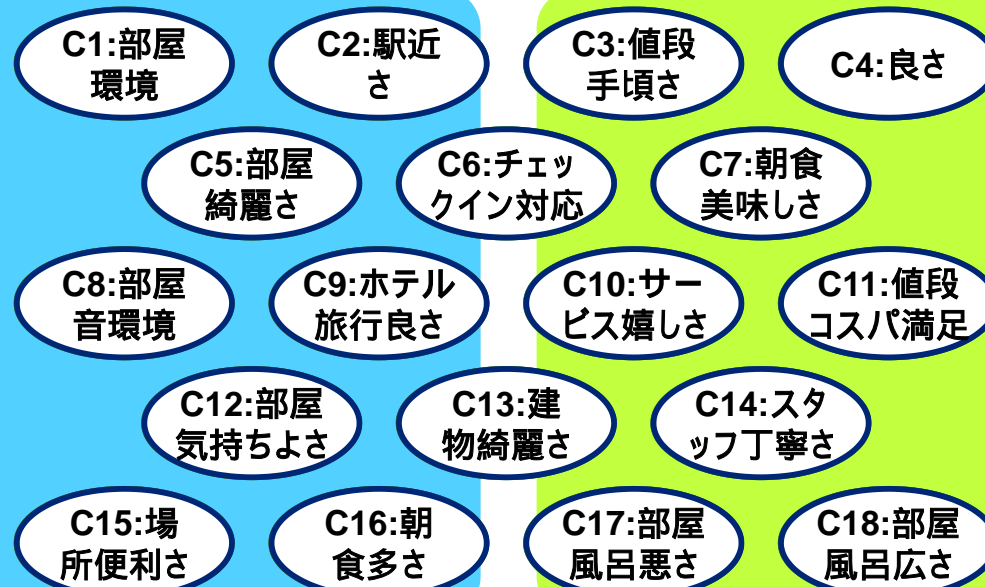 C1:部屋
環境
C2:駅近
さ
C3:値段
手頃さ
C4:良さ
C5:部屋
綺麗さ
C6:チェッ
クイン対応
C7:朝食
美味しさ
C8:部屋
音環境
C9:ホテル
旅行良さ
C10:サー
ビス嬉しさ
C11:値段
コスパ満足
C12:部屋
気持ちよさ
C13:建
物綺麗さ
C14:スタ
ッフ丁寧さ
C15:場
所便利さ
C16:朝
食多さ
C17:部屋
風呂悪さ
C18:部屋
風呂広さ